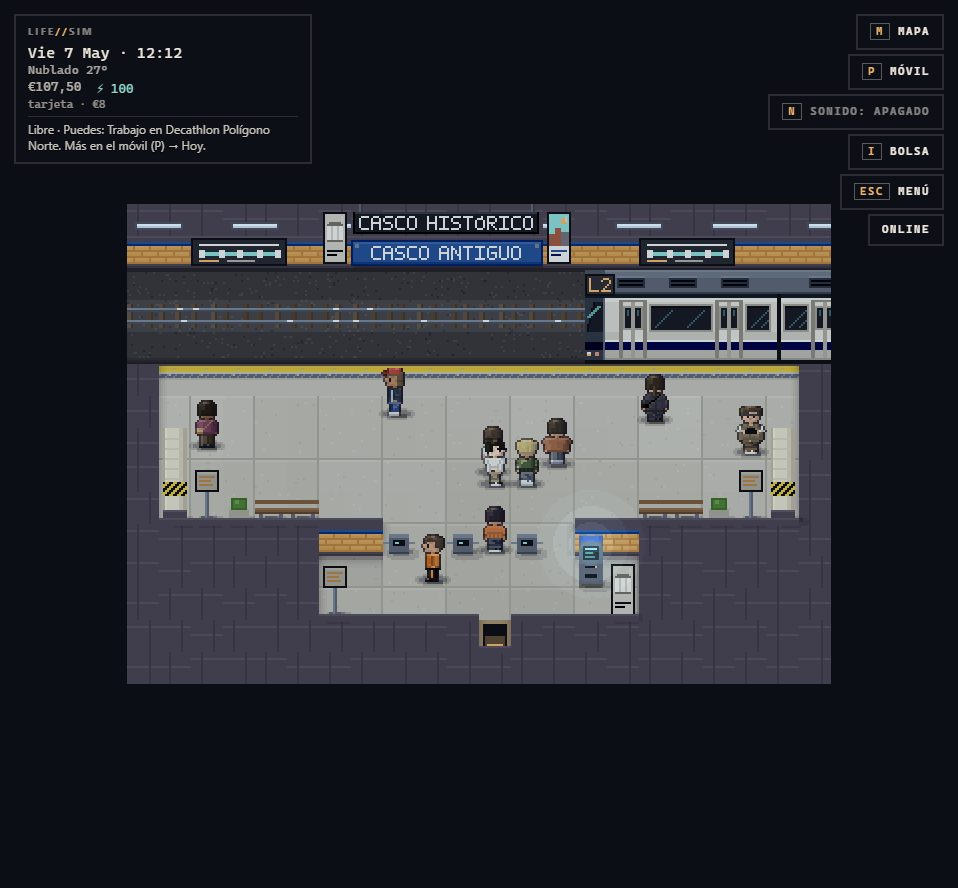 LIFE//SIM
Vie 7 May · 12:12
Nublado 27°
€107,50 ⚡ 100
tarjeta · €8
Libre · Puedes: Trabajo en Decathlon Polígono
Norte. Más en el móvil (P) → Hoy.
M MAPA
P MÓVIL
N SONIDO: APAGADO
I BOLSA
ESC MENÚ
ONLINE
CASCO HISTÓRICO
CASCO ANTIGUO
L2